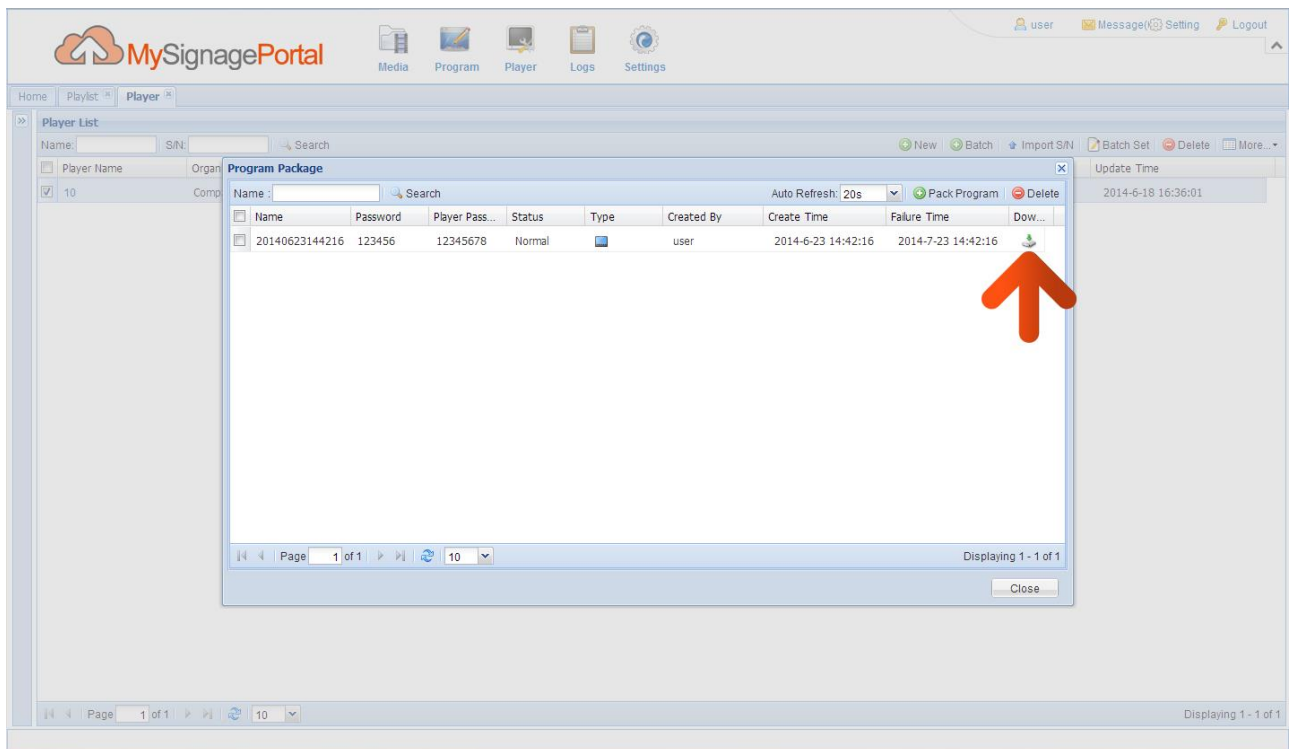 user Message( Setting Logout
MySignagePortal
Media Program Player Logs Settings
Home Playlist Player
Player List
Name: S/N: Search New Batch Import S/N Batch Set Delete More...
Player Name Organ Update Time
10 Comp 2014-6-18 16:36:01
Program Package
Name : Search Auto Refresh: 20s Pack Program Delete
Name Password Player Pass... Status Type Created By Create Time Failure Time Dow...
20140623144216 123456 12345678 Normal user 2014-6-23 14:42:16 2014-7-23 14:42:16
Page 1 of 1 10 Displaying 1 - 1 of 1
Close
Page 1 of 1 10 Displaying 1 - 1 of 1